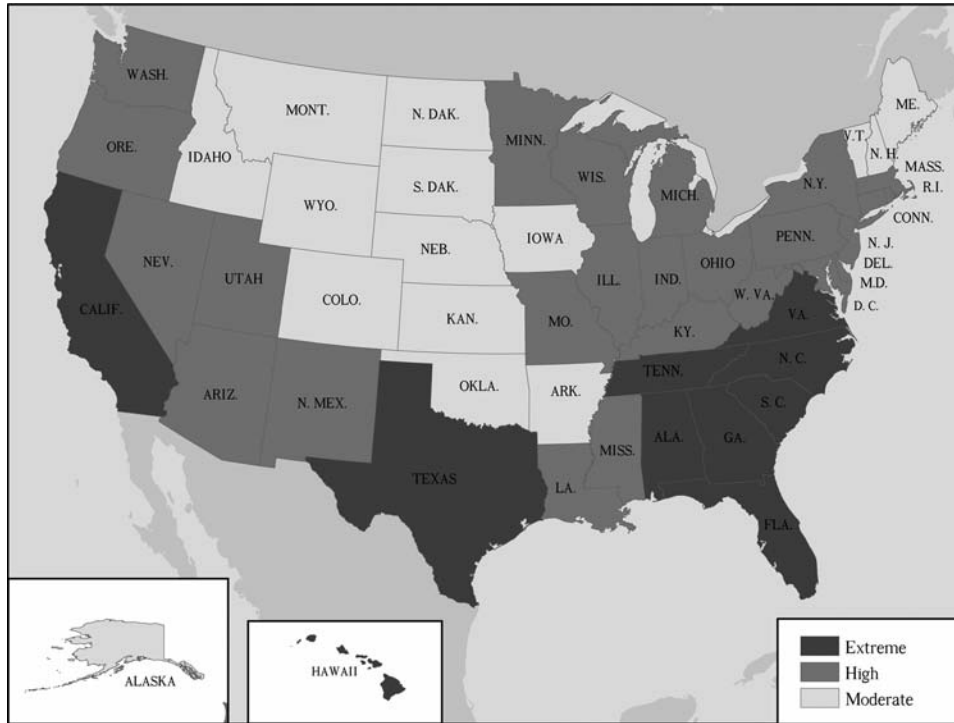 WASH.
MONT.
N. DAK.
MINN.
ME.
ORE.
IDAHO
V.T.
N. H.
MASS.
WIS.
S. DAK.
MICH.
N.Y.
R.I.
WYO.
CONN.
IOWA
NEB.
PENN.
N. J.
NEV.
UTAH
OHIO
DEL.
ILL.
IND.
M.D.
COLO.
W. VA.
D. C.
CALIF.
KAN.
MO.
VA.
KY.
N. C.
TENN.
OKLA.
ARIZ.
N. MEX.
ARK.
S. C.
ALA.
GA.
MISS.
TEXAS
LA.
FLA.
ALASKA
HAWAII
Extreme
High
Moderate